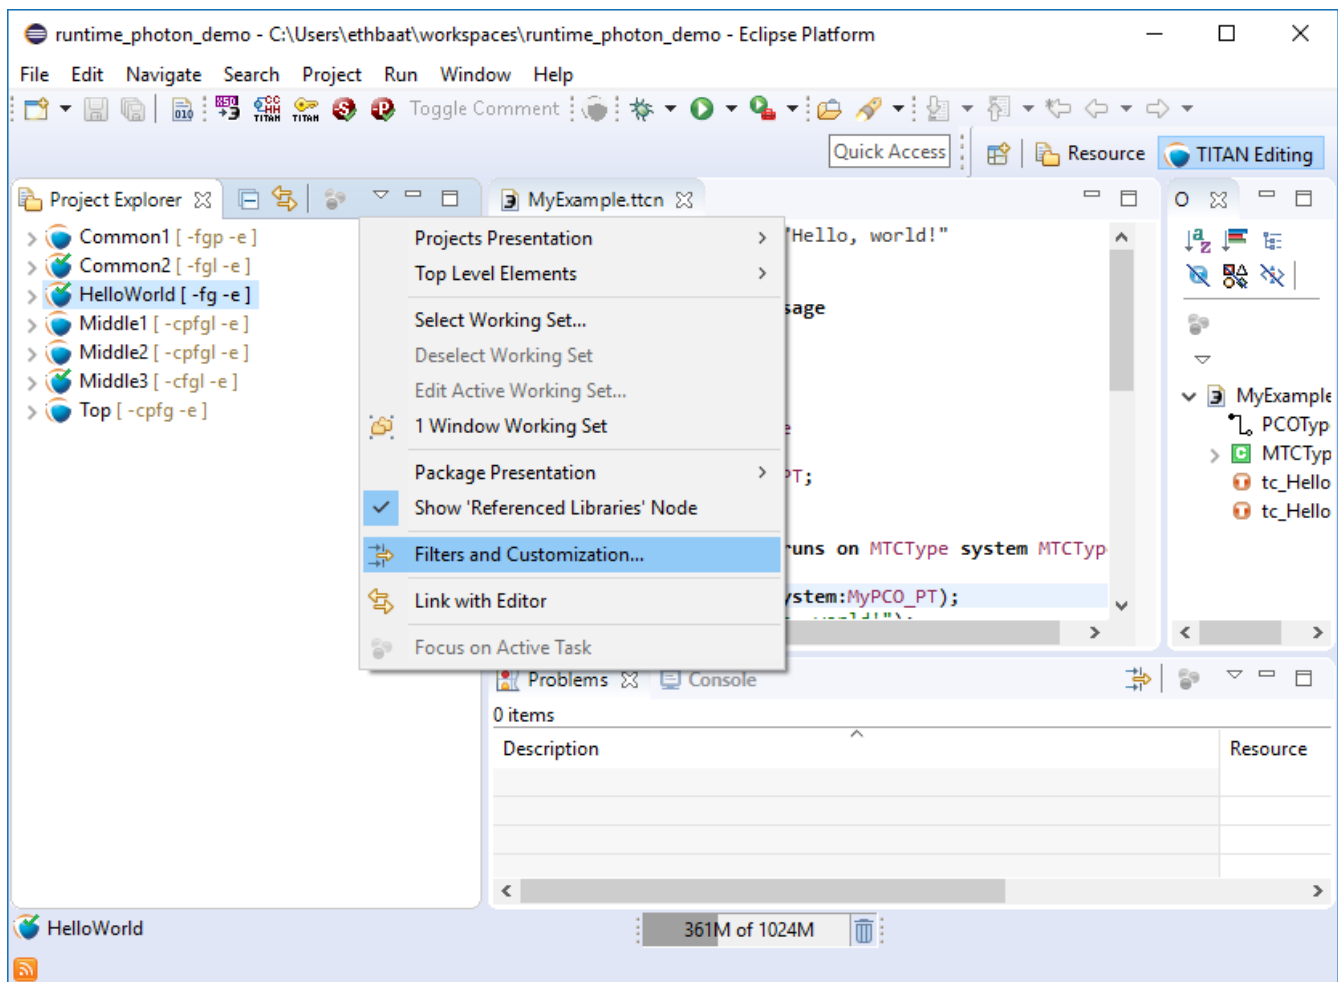 runtime_photon_demo - C:\Users\ethbaat\workspaces\runtime_photon_demo - Eclipse Platform
File Edit Navigate Search Project Run Window Help
010 XSD TITAN TITAN S P Toggle Comment
Quick Access Resource TITAN Editing
Project Explorer MyExample.ttcn O
Common1 [ -fgp -e ]
Common2 [ -fgl -e ]
HelloWorld [ -fg -e ]
Middle1 [ -cpfgl -e ]
Middle2 [ -cpfgl -e ]
Middle3 [ -cfgl -e ]
Top [ -cpfg -e ]
Projects Presentation
Top Level Elements
Select Working Set...
Deselect Working Set
Edit Active Working Set...
1 Window Working Set
Package Presentation
Show 'Referenced Libraries' Node
Filters and Customization...
Link with Editor
Focus on Active Task
"Hello, world!"
sage
e
PT;
runs on MTCType system MTCTyp
ystem:MyPCO_PT);
MyExample
PCOTyp
MTCTyp
tc_Hello
tc_Hello
Problems Console
0 items
Description Resource
HelloWorld 361M of 1024M